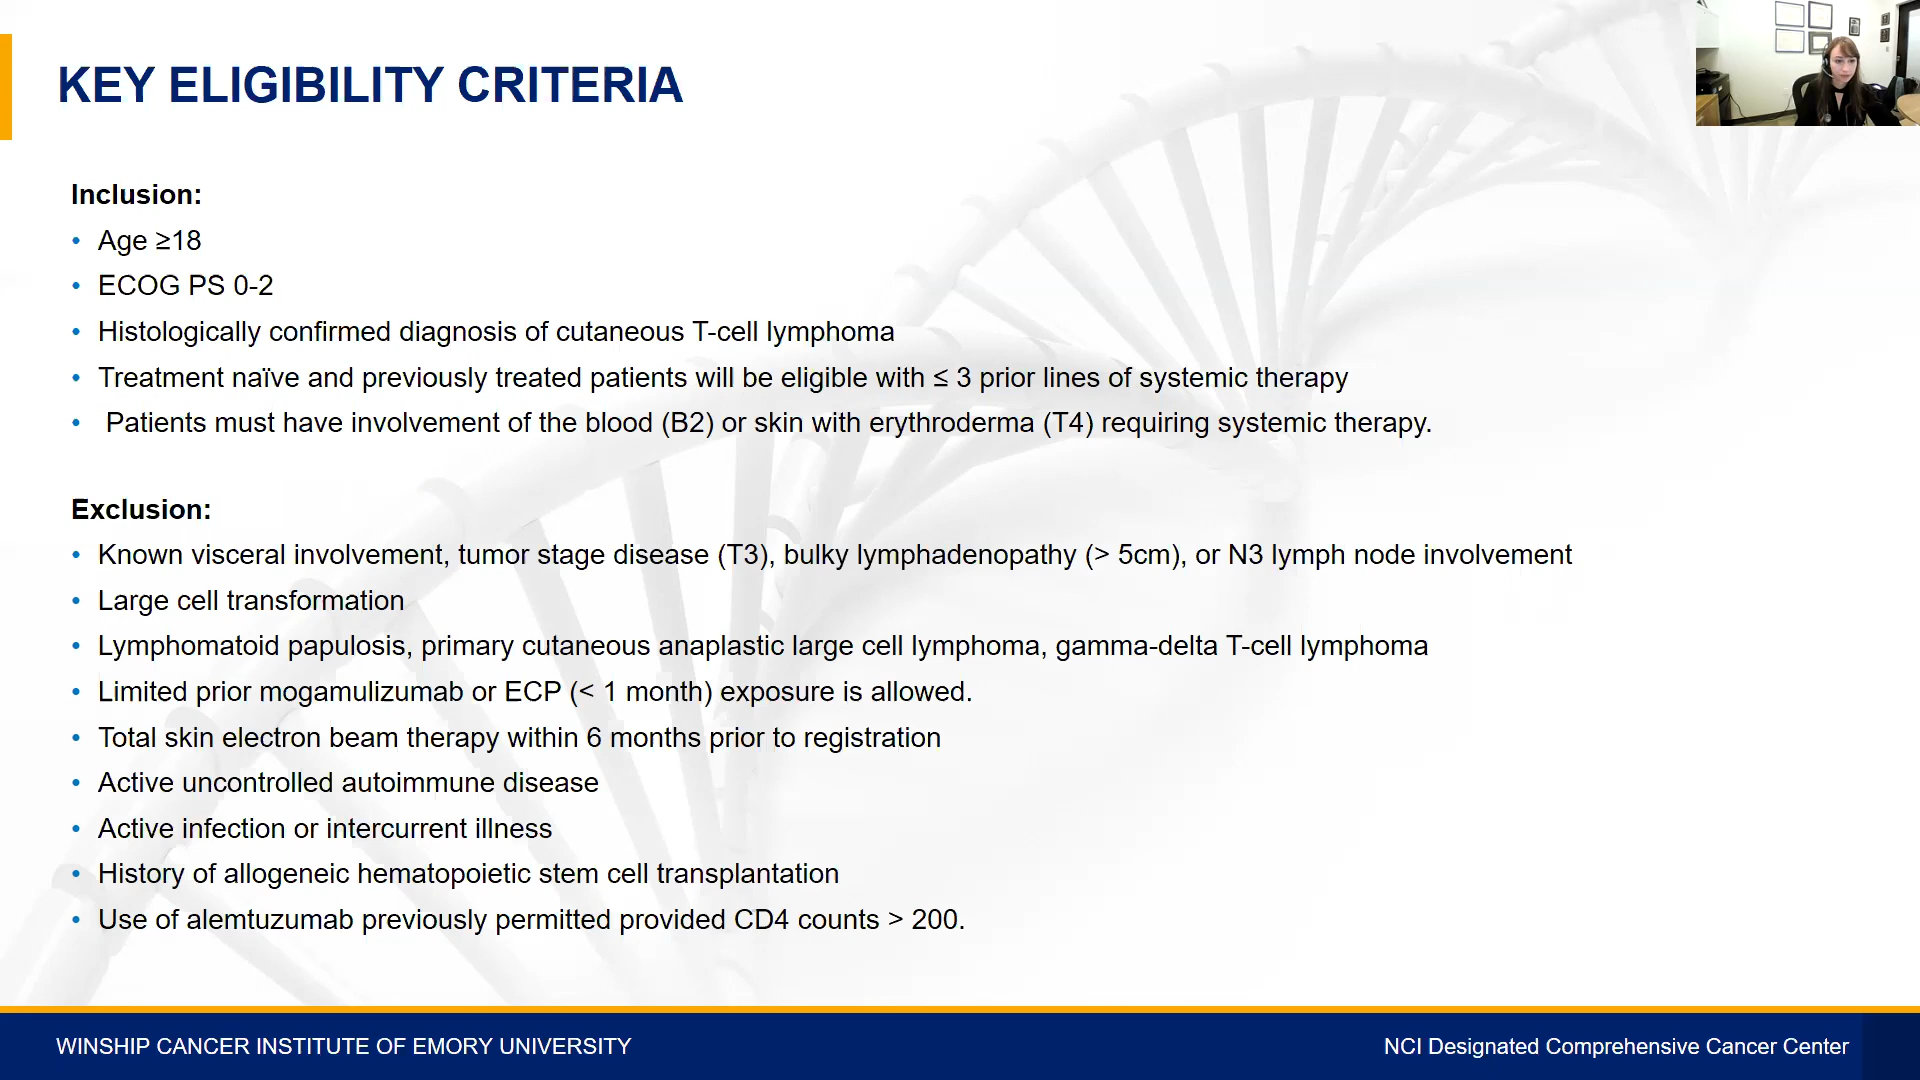 KEY ELIGIBILITY CRITERIA
Inclusion:
• Age ≥18
• ECOG PS 0-2
• Histologically confirmed diagnosis of cutaneous T-cell lymphoma
• Treatment naïve and previously treated patients will be eligible with ≤ 3 prior lines of systemic therapy
• Patients must have involvement of the blood (B2) or skin with erythroderma (T4) requiring systemic therapy.
Exclusion:
• Known visceral involvement, tumor stage disease (T3), bulky lymphadenopathy (> 5cm), or N3 lymph node involvement
• Large cell transformation
• Lymphomatoid papulosis, primary cutaneous anaplastic large cell lymphoma, gamma-delta T-cell lymphoma
• Limited prior mogamulizumab or ECP (< 1 month) exposure is allowed.
• Total skin electron beam therapy within 6 months prior to registration
• Active uncontrolled autoimmune disease
• Active infection or intercurrent illness
• History of allogeneic hematopoietic stem cell transplantation
• Use of alemtuzumab previously permitted provided CD4 counts > 200.
WINSHIP CANCER INSTITUTE OF EMORY UNIVERSITY
NCI Designated Comprehensive Cancer Center